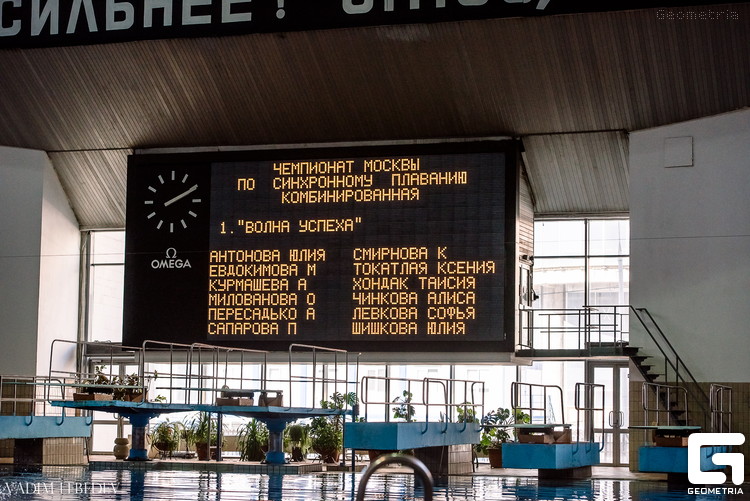 СИЛЬНЕЕ!
Geometria
ЧЕМПИОНАТ МОСКВЫ
ПО СИНХРОННОМУ ПЛАВАНИЮ
КОМБИНИРОВАННАЯ
1."ВОЛНА УСПЕХА"
АНТОНОВА ЮЛИЯ СМИРНОВА К
ЕВДОКИМОВА М ТОКАТЛАЯ КСЕНИЯ
КУРМАШЕВА А ХОНДАК ТАИСИЯ
МИЛОВАНОВА О ЧИНКОВА АЛИСА
ПЕРЕСАДЬКО А ЛЕВКОВА СОФЬЯ
САПАРОВА П ШИШКОВА ЮЛИЯ
Ω
OMEGA
GEOMETRIA